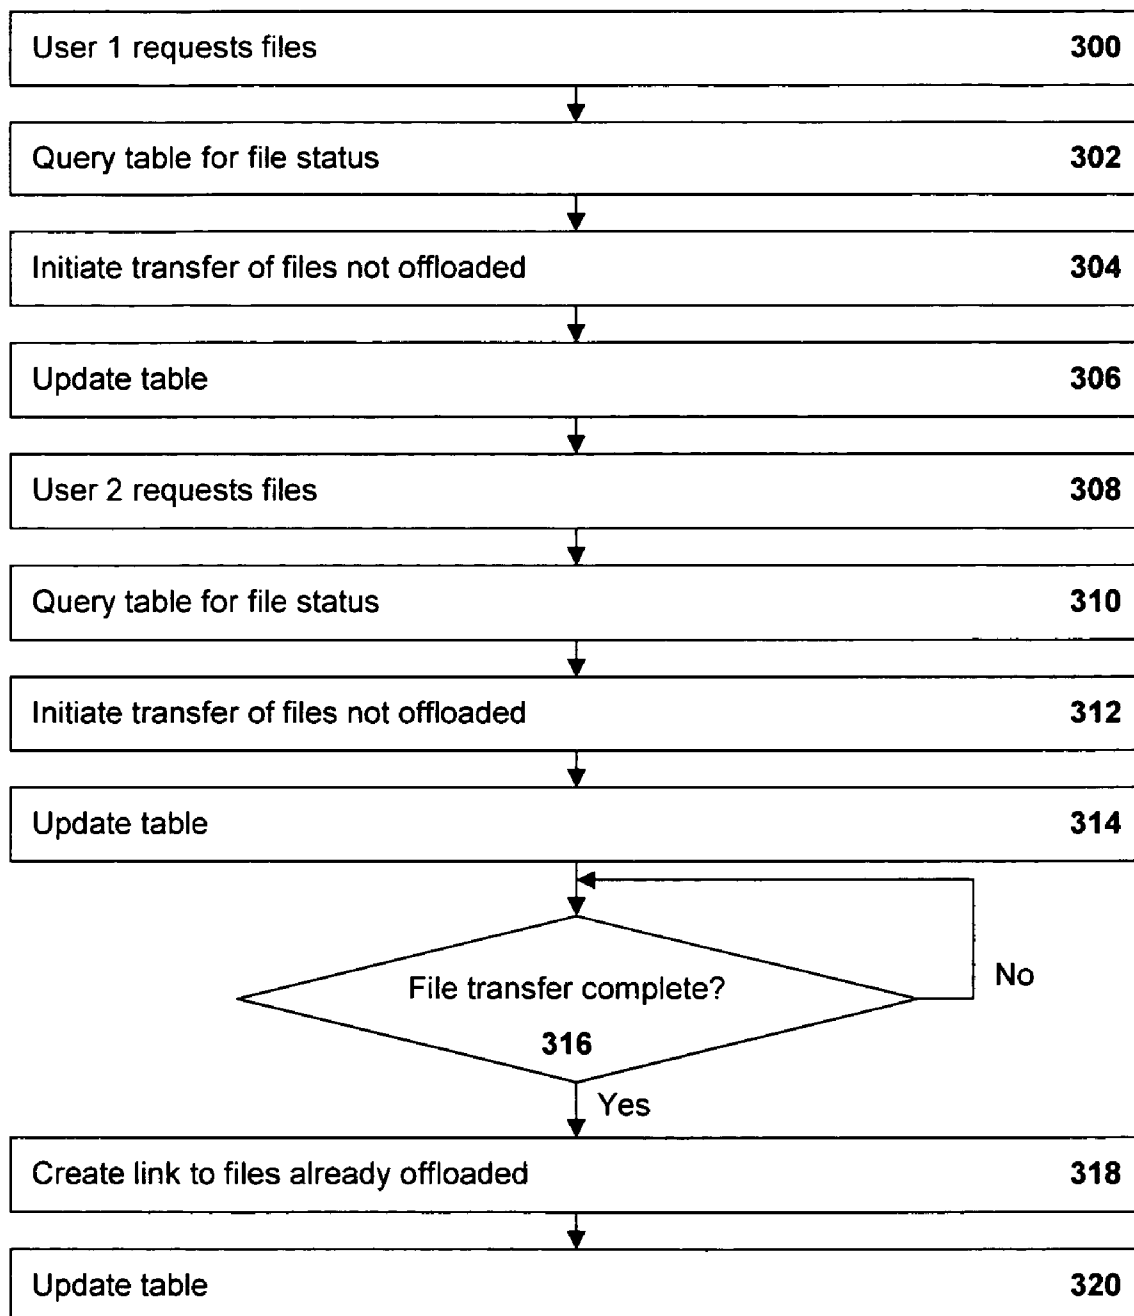 User 1 requests files 300
Query table for file status 302
Initiate transfer of files not offloaded 304
Update table 306
User 2 requests files 308
Query table for file status 310
Initiate transfer of files not offloaded 312
Update table 314
File transfer complete?
No
316
Yes
Create link to files already offloaded 318
Update table 320